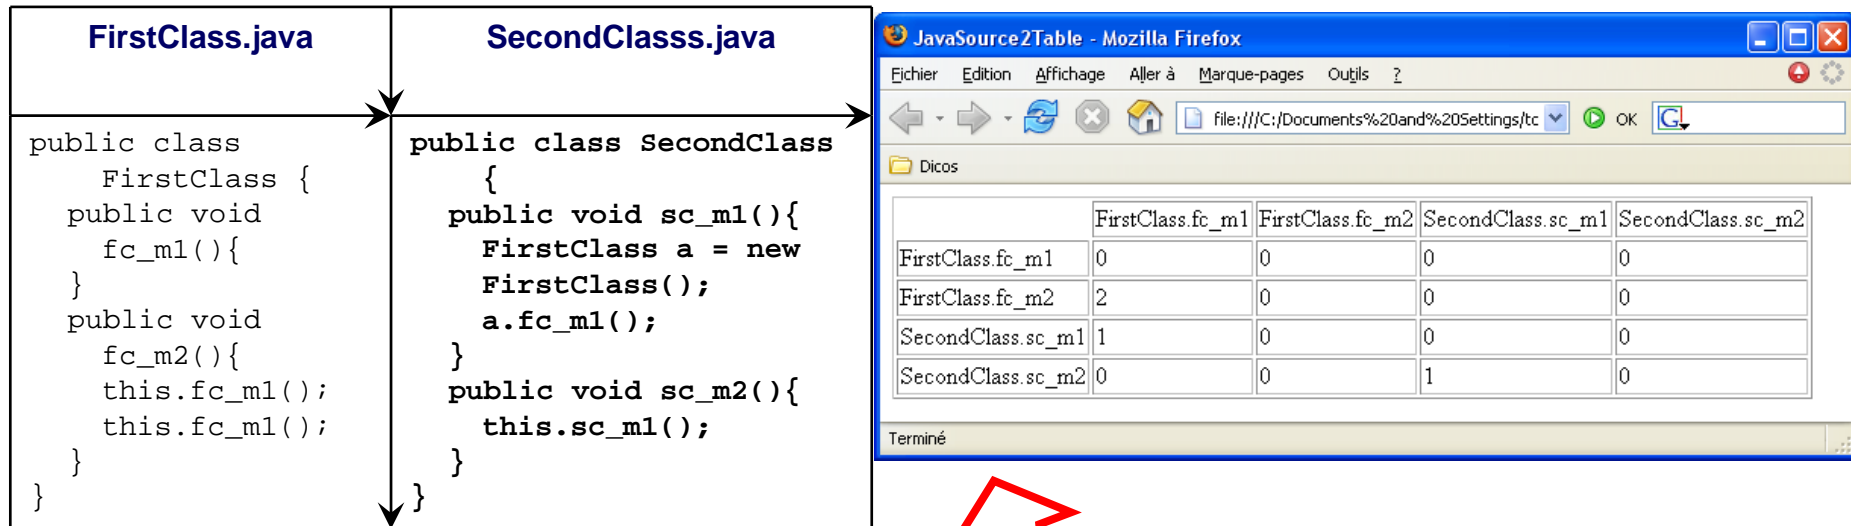 FirstClass.java
public class
FirstClass {
public void
fc_m1(){
}
public void
fc_m2(){
this.fc_m1();
this.fc_m1();
}
}
SecondClasss.java
public class SecondClass
{
public void sc_m1(){
FirstClass a = new
FirstClass();
a.fc_m1();
}
public void sc_m2(){
this.sc_m1();
}
}
JavaSource2Table - Mozilla Firefox
Fichier Edition Affichage Aller à Marque-pages Outils ?
file:///C:/Documents%20and%20Settings/tc OK G
Dicos
FirstClass.fc_m1 FirstClass.fc_m2 SecondClass.sc_m1 SecondClass.sc_m2
FirstClass.fc_m1 0 0 0 0
FirstClass.fc_m2 2 0 0 0
SecondClass.sc_m1 1 0 0 0
SecondClass.sc_m2 0 0 1 0
Terminé